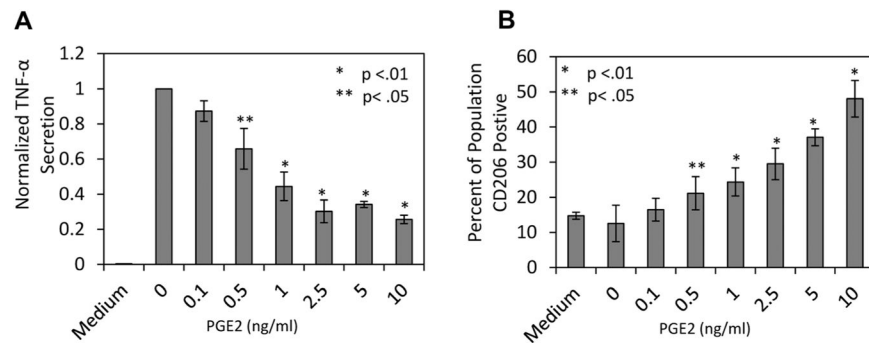 A
Normalized TNF-α
Secretion
1.2
1
0.8
0.6
0.4
0.2
0
* p <.01
** p< .05
**
*
*
*
*
Medium
0
0.1
0.5
1
2.5
5
10
PGE2 (ng/ml)
B
Percent of Population
CD206 Postive
60
50
40
30
20
10
0
* p <.01
** p< .05
**
*
*
*
*
Medium
0
0.1
0.5
1
2.5
5
10
PGE2 (ng/ml)